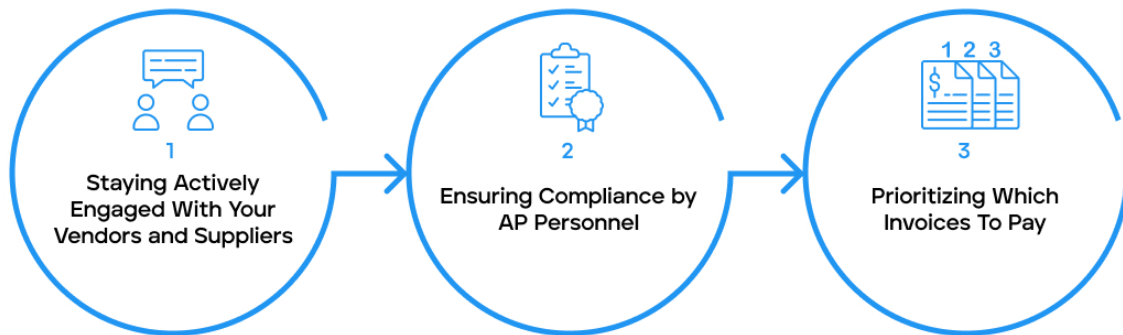 1
Staying Actively
Engaged With Your
Vendors and Suppliers
2
Ensuring Compliance by
AP Personnel
1 2 3
$
3
Prioritizing Which
Invoices To Pay